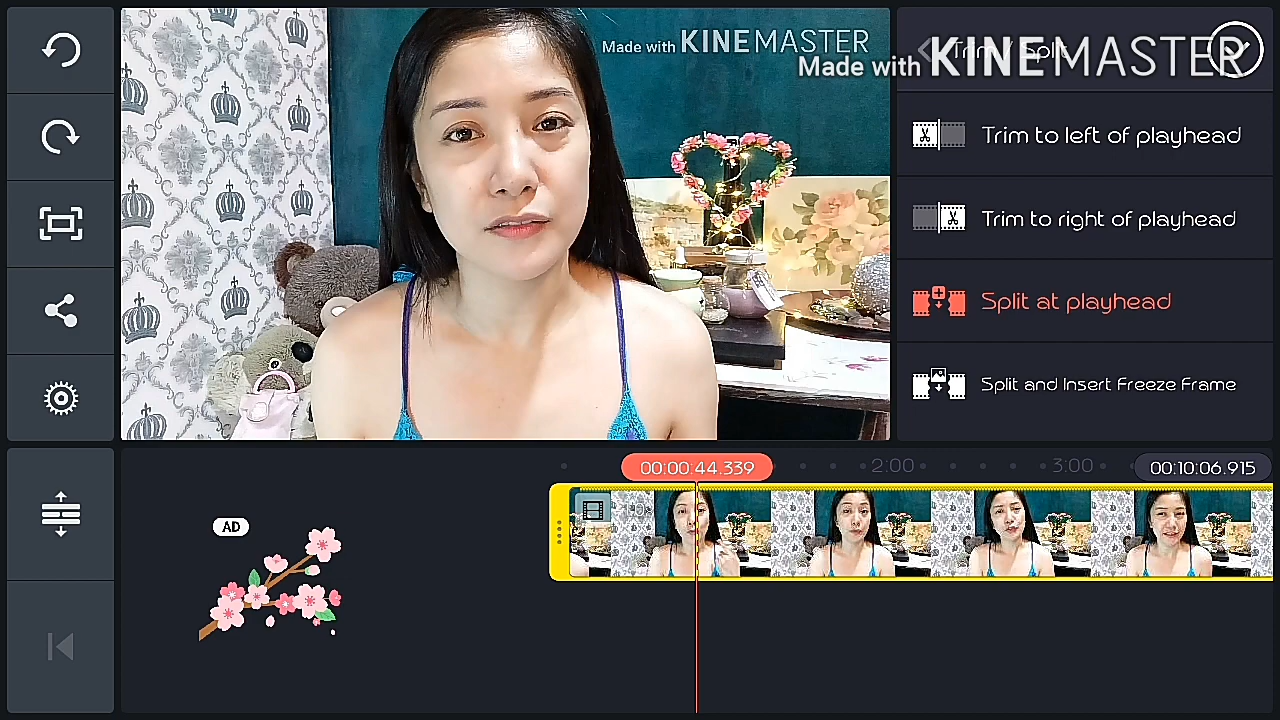 Made with KINEMASTER
Made with KINEMASTER
Trim to left of playhead
Trim to right of playhead
Split at playhead
Split and Insert Freeze Frame
00:00:44.339
2:00
3:00
00:10:06.915
AD